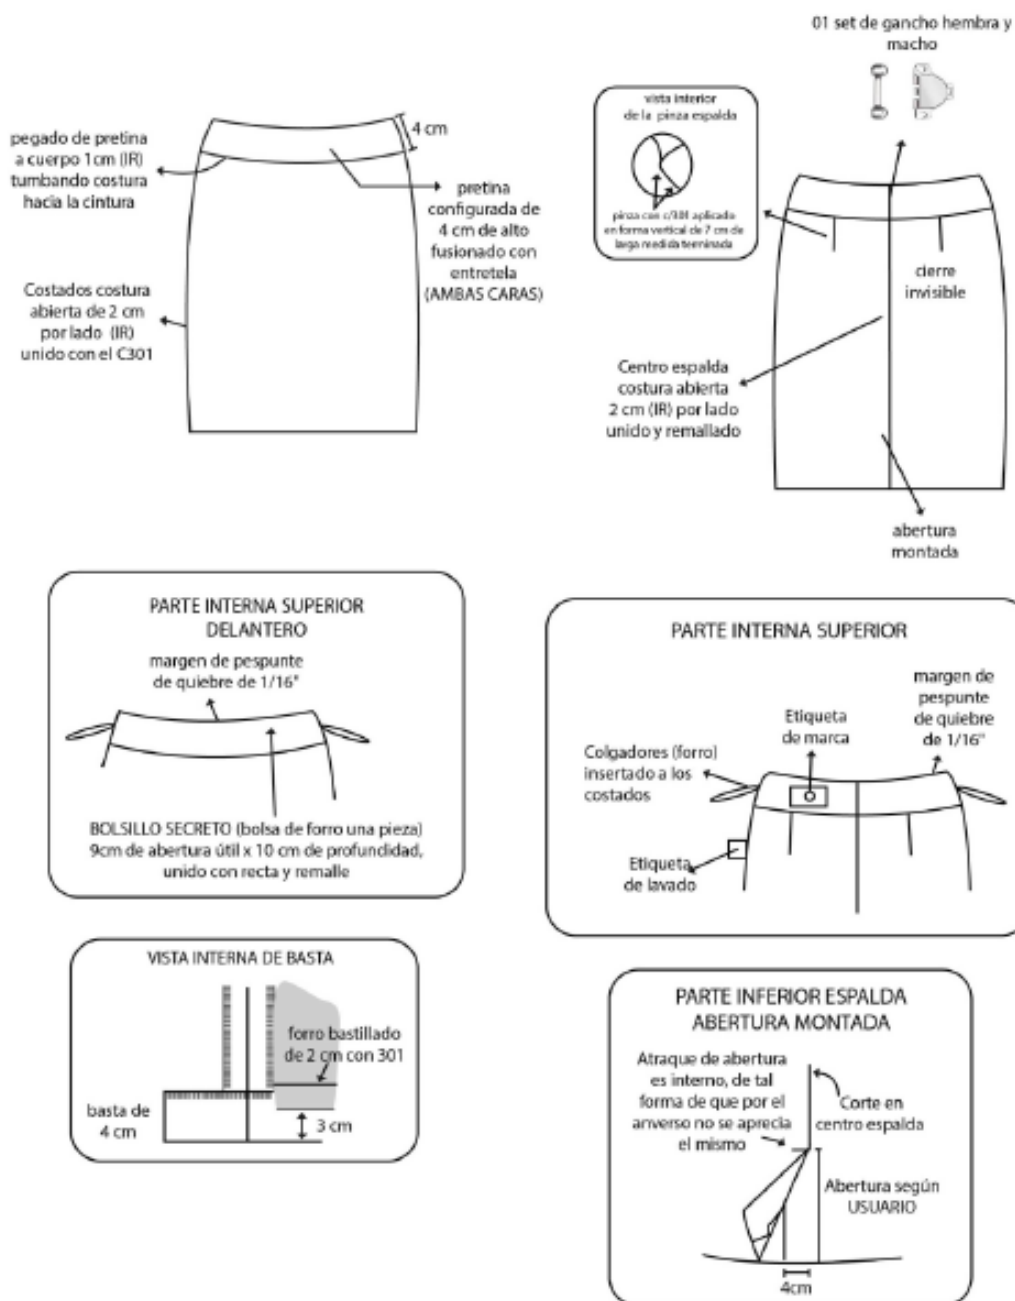 01 set de gancho hembra y
macho
pegado de pretina
a cuerpo 1cm (IR)
tumbando costura
hacia la cintura
4 cm
pretina
configurada de
4 cm de alto
fusionado con
entretela
(AMBAS CARAS)
Costados costura
abierta de 2 cm
por lado (IR)
unido con el C301
vista interior
de la pinza espalda
pinza con c/301 aplicado
en forma vertical de 7 cm de
larga medida terminada
cierre
invisible
Centro espalda
costura abierta
2 cm (IR) por lado
unido y remallado
abertura
montada
PARTE INTERNA SUPERIOR
DELANTERO
margen de pespunte
de quiebre de 1/16"
BOLSILLO SECRETO (bolsa de forro una pieza)
9cm de abertura útil x 10 cm de profundidad,
unido con recta y remalle
PARTE INTERNA SUPERIOR
Etiqueta
de marca
margen de
pespunte
de quiebre
de 1/16"
Colgadores (forro)
insertado a los
costados
Etiqueta
de lavado
VISTA INTERNA DE BASTA
forro bastillado
de 2 cm con 301
basta de
4 cm
3 cm
PARTE INFERIOR ESPALDA
ABERTURA MONTADA
Atraque de abertura
es interno, de tal
forma de que por el
anverso no se aprecia
el mismo
Corte en
centro espalda
Abertura según
USUARIO
4cm